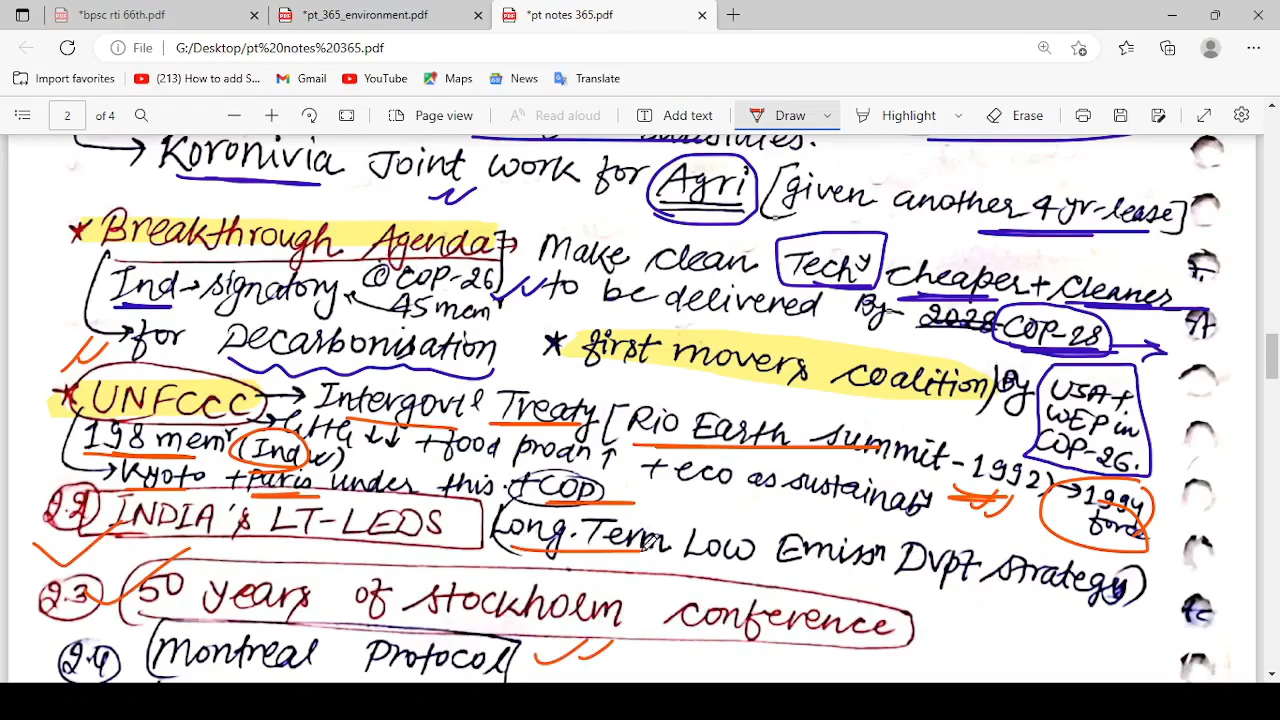 *bpsc rti 66th.pdf
*pt_365_environment.pdf
*pt notes 365.pdf
File
G:/Desktop/pt%20notes%20365.pdf
Import favorites
(213) How to add S...
Gmail
YouTube
Maps
News
Translate
2
of 4
Page view
Read aloud
Add text
Draw
Highlight
Erase
Koronivia Joint work for Agri [given another 4 yr-lease]
* Breakthrough Agenda → Make clean Techy cheaper + cleaner
Ind → signatory @COP-26
45 memr
to be delivered By 2028 COP-28
for Decarbonisation
* first movers coalition) By USA + WEP in COP-26.
* UNFCCC → Intergovtl Treaty [Rio Earth summit - 1992) → 1994 force
198 memr (Ind ✓)
GHG ↓↓ + food prodn ↑ + eco as sustainaby
Kyoto + Paris under this + COP
2.2 INDIA's LT-LEDS (Long-Term Low Emissn Dvpt strategy)
2.3 50 years of stockholm conference
2.4 Montreal Protocol